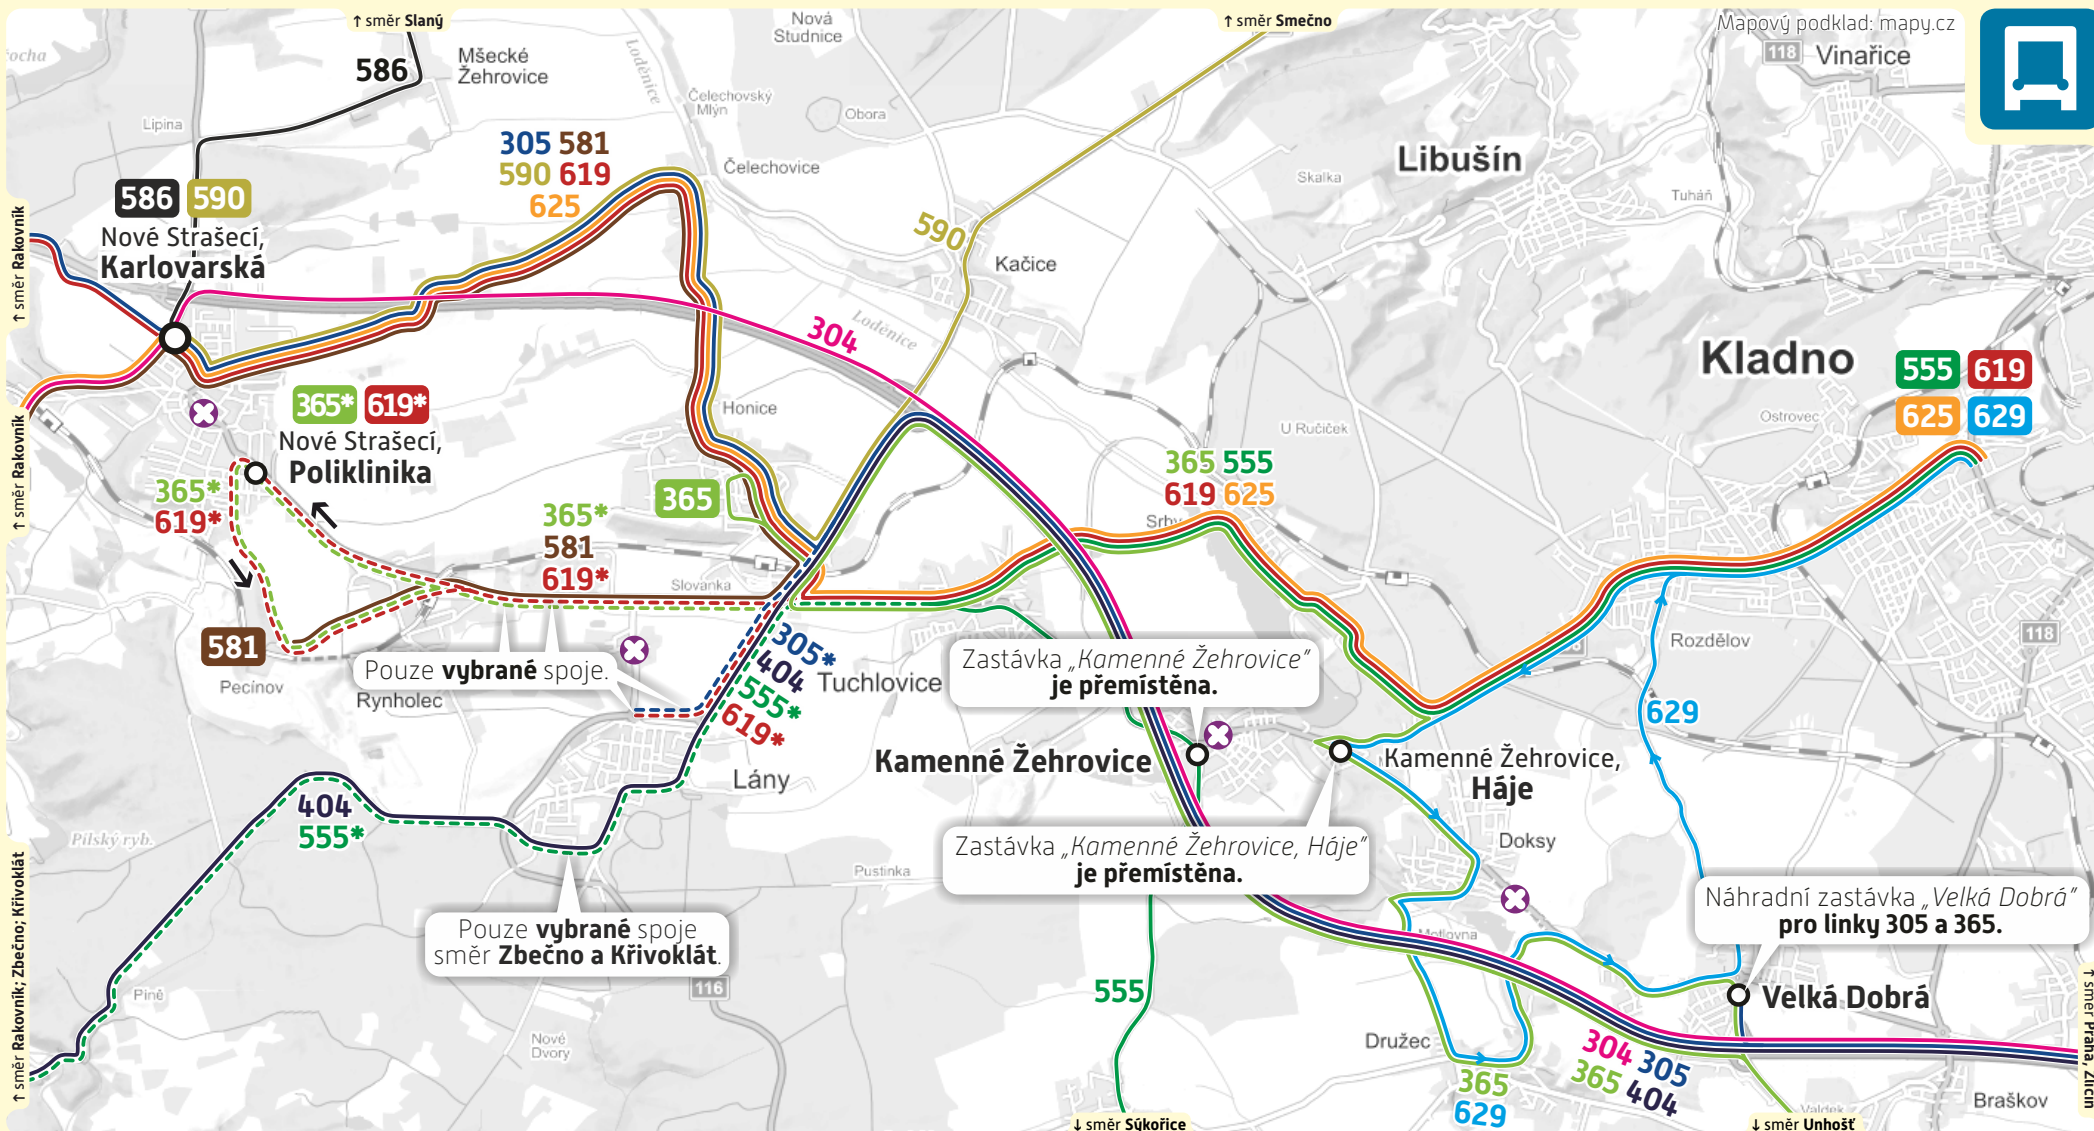 ↑ směr Slaný
↑ směr Smečno
Mapový podklad: mapy.cz
Nová
Studnice
118
Vinařice
Mšecké
Žehrovice
586
Loděnice
Čelechovský
Mlýn
Obora
Lipina
305 581
590 619
625
Čelechovice
Libušín
Skalka
Tuháň
586 590
Nové Strašecí,
Karlovarská
↑ směr Rakovník
590
Kačice
304
Loděnice
Kladno
555 619
625 629
Ostrovec
365* 619*
Nové Strašecí,
Poliklinika
↑ směr Rakovník
Honice
U Ručiček
365 555
619 625
365*
619*
365
365*
581
619*
Srby
Slovanka
581
Pecínov
Rynholec
Pouze vybrané spoje.
305*
404
555*
619*
Tuchlovice
Zastávka „Kamenné Žehrovice"
je přemístěna.
Rozdělov
118
629
Kamenné Žehrovice
Kamenné Žehrovice,
Háje
Lány
404
555*
Pilský ryb.
Zastávka „Kamenné Žehrovice, Háje"
je přemístěna.
Doksy
Pustinka
Náhradní zastávka „Velká Dobrá"
pro linky 305 a 365.
Pouze vybrané spoje
směr Zbečno a Křivoklát.
↑ směr Rakovník; Zbečno; Křivoklát
Motlovna
116
Píně
555
Velká Dobrá
Nové
Dvory
Družec
304 305
365 404
365
629
↑ směr Praha, Zličín
Braškov
Valdek
↓ směr Sýkořice
↓ směr Unhošť